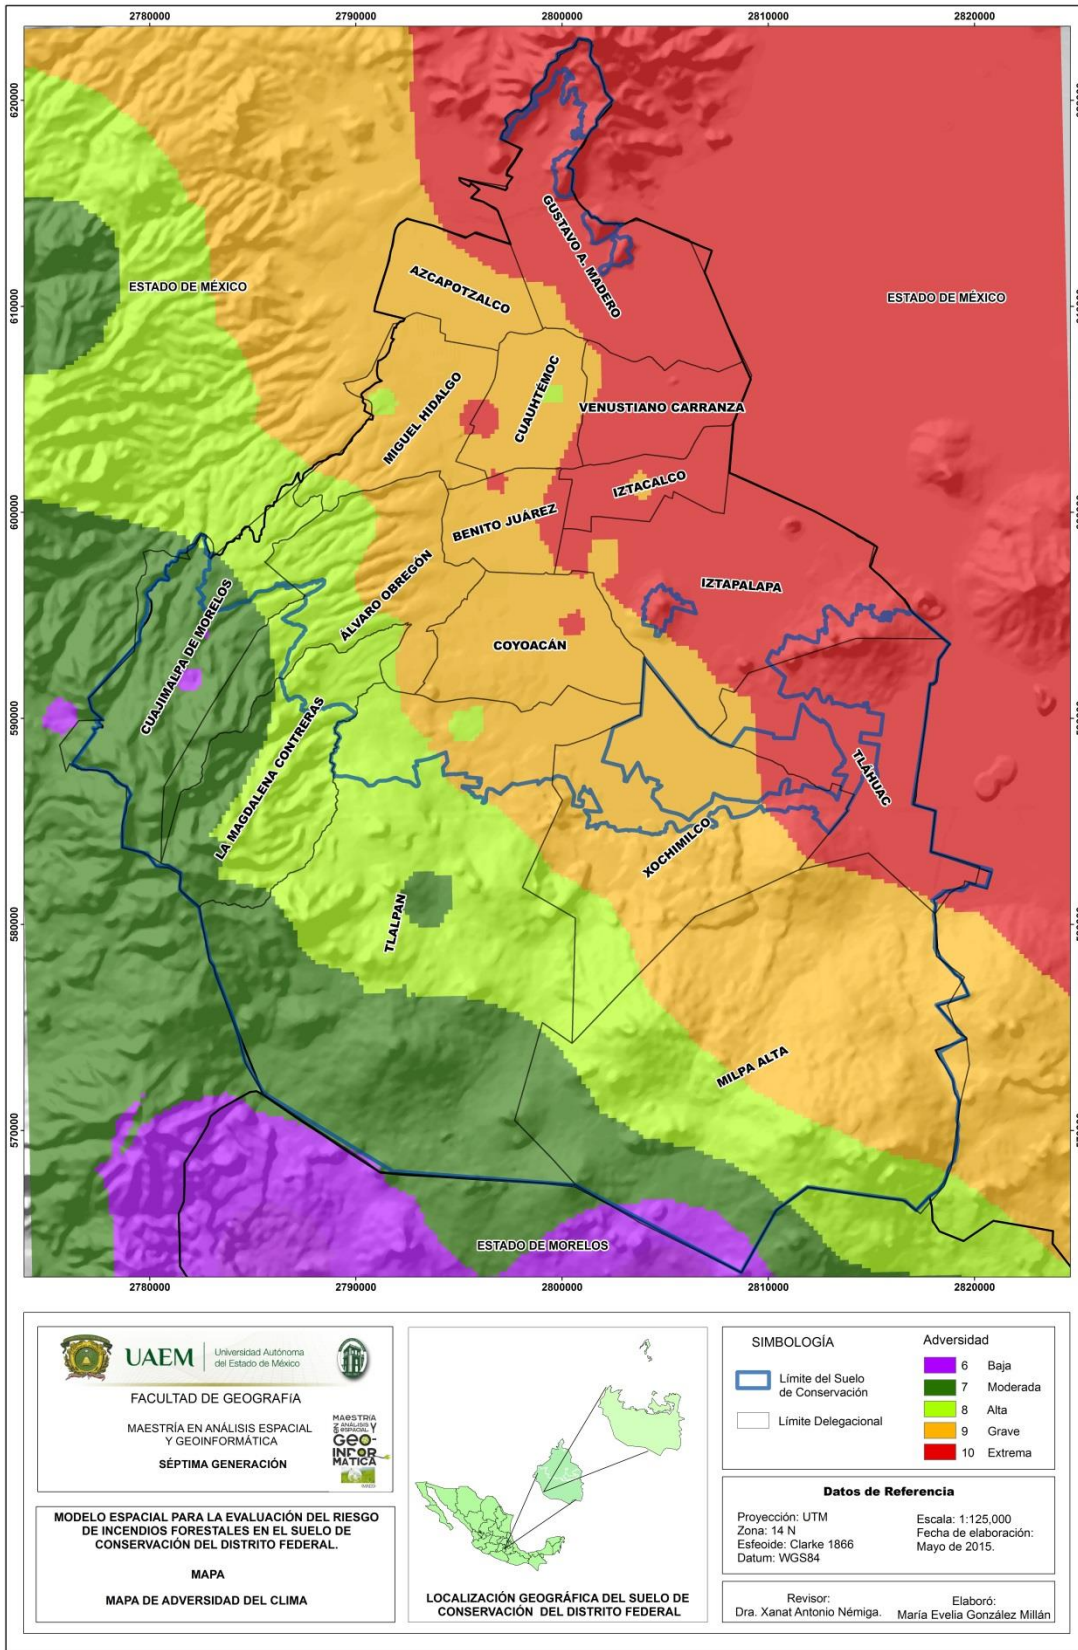 2780000
2790000
2800000
2810000
2820000
620000
610000
600000
590000
580000
570000
ESTADO DE MÉXICO
ESTADO DE MÉXICO
GUSTAVO A. MADERO
AZCAPOTZALCO
MIGUEL HIDALGO
CUAUHTÉMOC
VENUSTIANO CARRANZA
IZTACALCO
BENITO JUÁREZ
IZTAPALAPA
ÁLVARO OBREGÓN
CUAJIMALPA DE MORELOS
COYOACÁN
LA MAGDALENA CONTRERAS
TLÁHUAC
XOCHIMILCO
TLALPAN
MILPA ALTA
ESTADO DE MORELOS
2780000
2790000
2800000
2810000
2820000
UAEM
Universidad Autónoma
del Estado de México
FACULTAD DE GEOGRAFIA
MAESTRÍA EN ANÁLISIS ESPACIAL
Y GEOINFORMÁTICA
SÉPTIMA GENERACIÓN
MAESTRÍA
ANÁLISIS
ESPACIAL Y
GEO-
INFOR
MÁTICA
MODELO ESPACIAL PARA LA EVALUACIÓN DEL RIESGO
DE INCENDIOS FORESTALES EN EL SUELO DE
CONSERVACIÓN DEL DISTRITO FEDERAL.
MAPA
MAPA DE ADVERSIDAD DEL CLIMA
LOCALIZACIÓN GEOGRÁFICA DEL SUELO DE
CONSERVACIÓN DEL DISTRITO FEDERAL
SIMBOLOGÍA
Límite del Suelo
de Conservación
Límite Delegacional
Adversidad
6 Baja
7 Moderada
8 Alta
9 Grave
10 Extrema
Datos de Referencia
Proyección: UTM
Zona: 14 N
Esfeoide: Clarke 1866
Datum: WGS84
Escala: 1:125,000
Fecha de elaboración:
Mayo de 2015.
Revisor:
Dra. Xanat Antonio Némiga.
Elaboró:
María Evelia González Millán